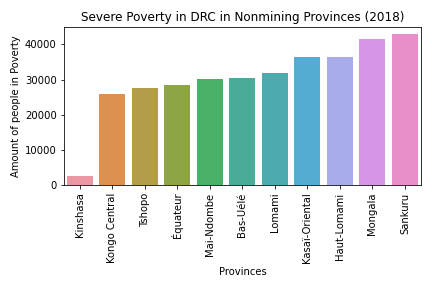 Severe Poverty in DRC in Nonmining Provinces (2018)
Amount of people in Poverty
40000
30000
20000
10000
0
Kinshasa
Kongo Central
Tshopo
Équateur
Mai-Ndombe
Bas-Uélé
Lomami
Kasaï-Oriental
Haut-Lomami
Mongala
Sankuru
Provinces